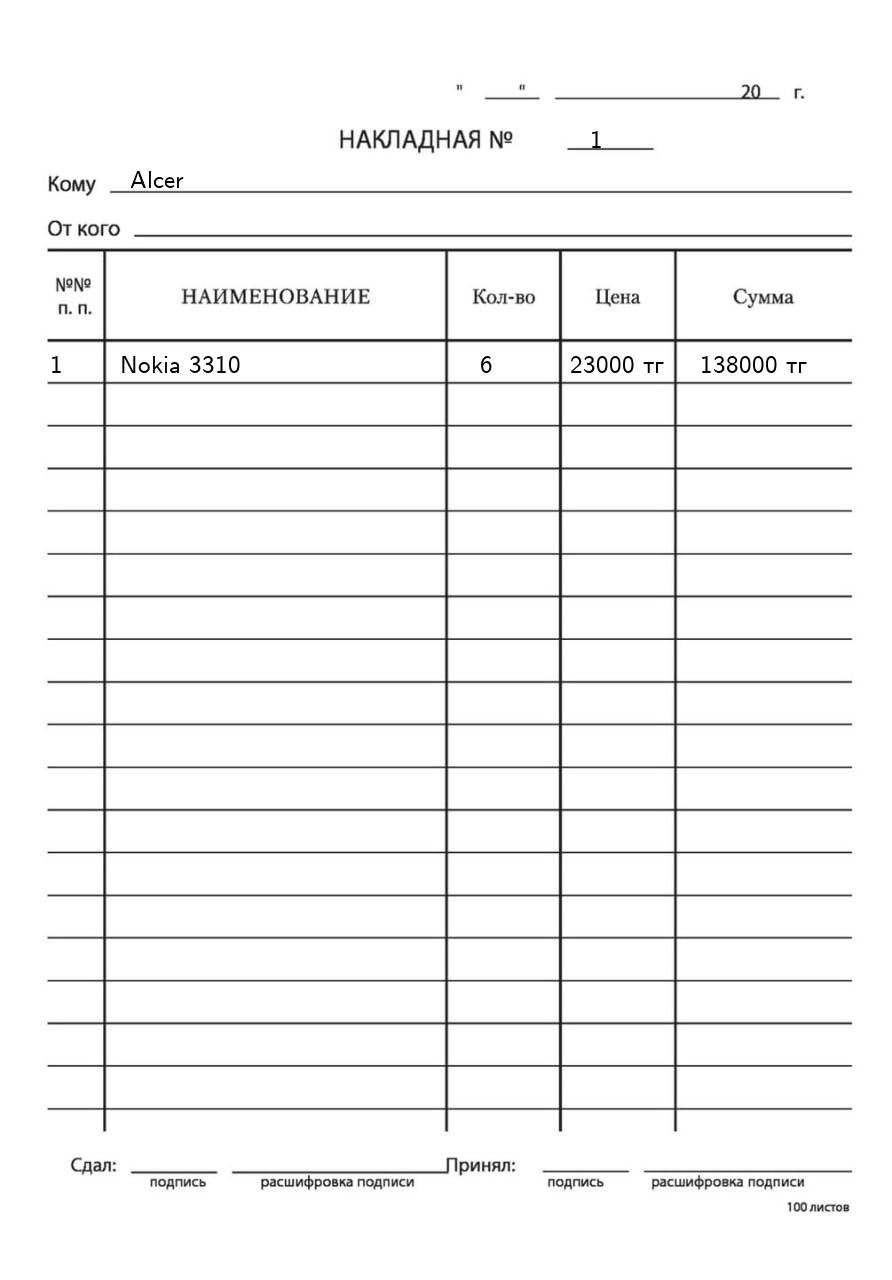 " " 20 г.
НАКЛАДНАЯ № 1
Кому Alcer
От кого
№№ п. п. НАИМЕНОВАНИЕ Кол-во Цена Сумма
1 Nokia 3310 6 23000 тг 138000 тг
Сдал: Принял:
подпись расшифровка подписи подпись расшифровка подписи
100 листов